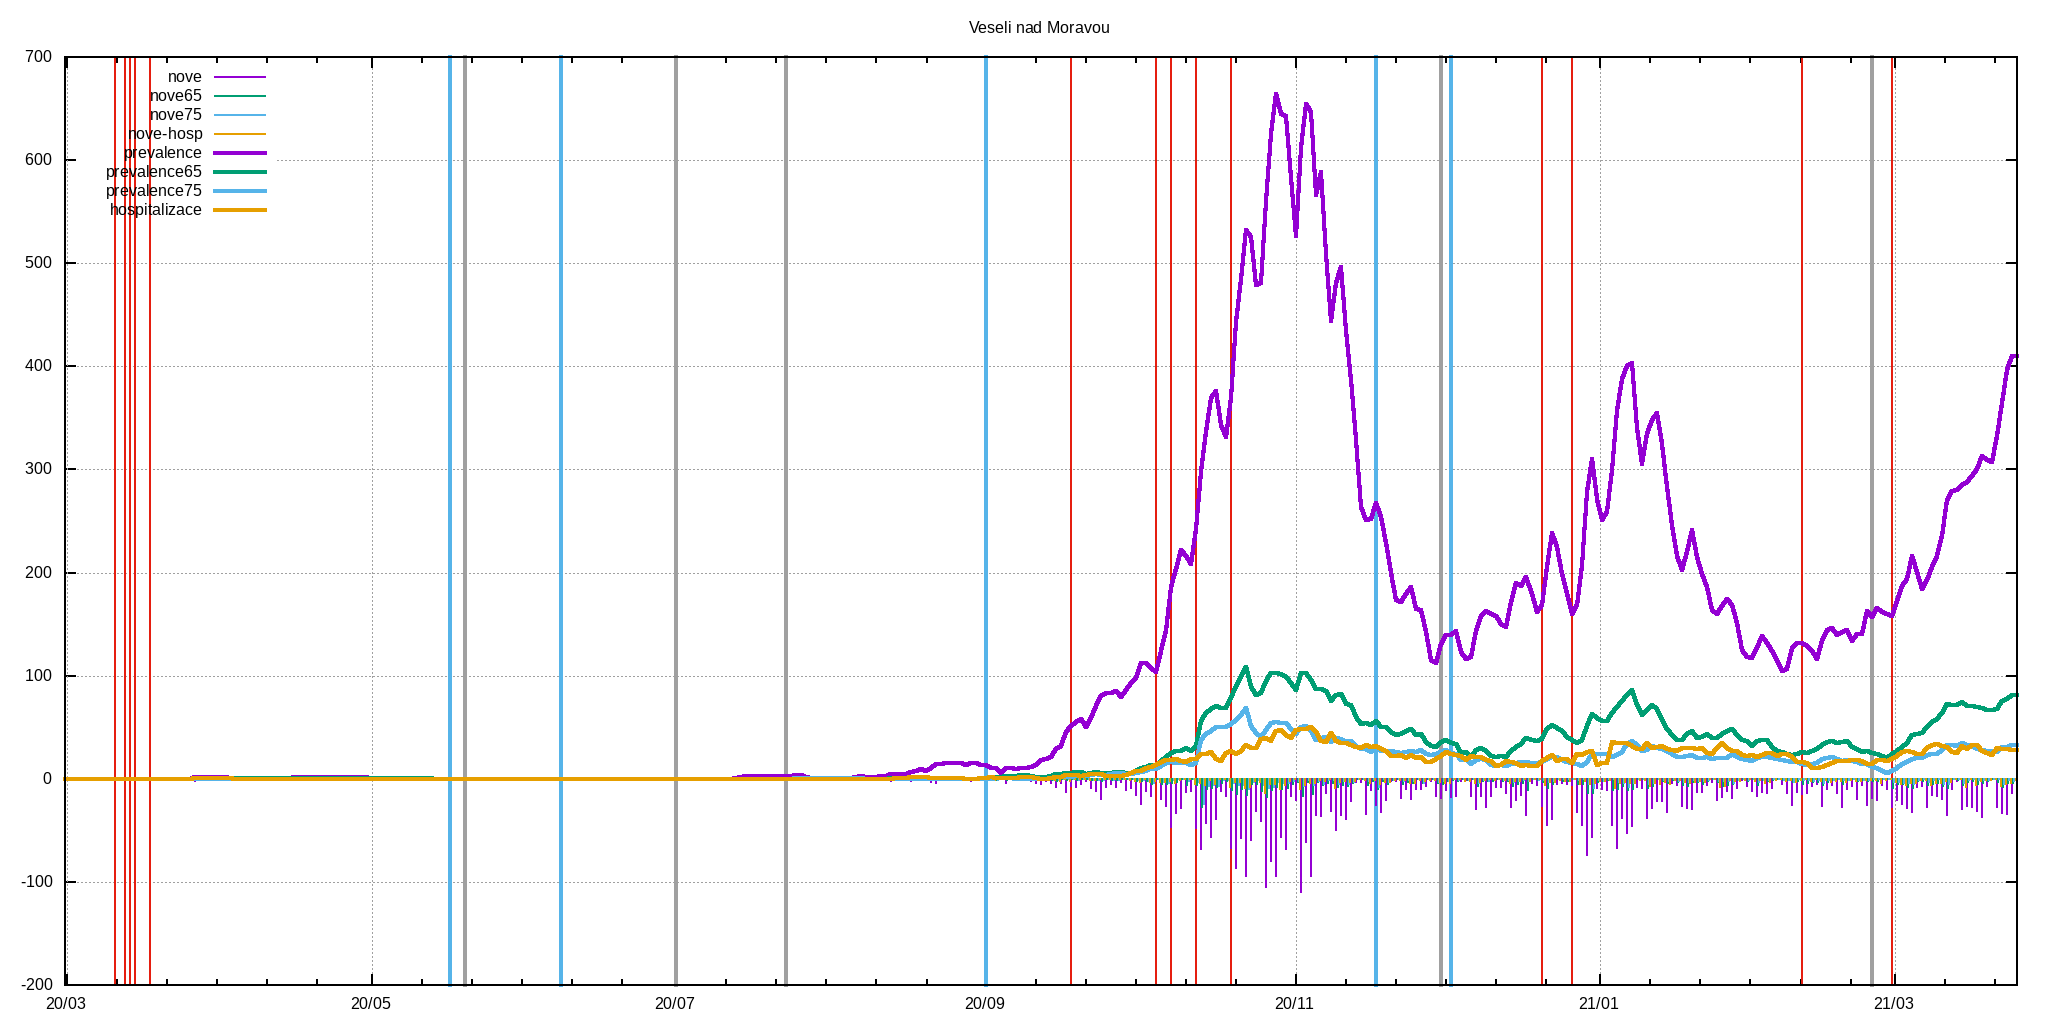 Veseli nad Moravou
700
600
500
400
300
200
100
0
-100
-200
nove
nove65
nove75
nove-hosp
prevalence
prevalence65
prevalence75
hospitalizace
20/03 20/05 20/07 20/09 20/11 21/01 21/03